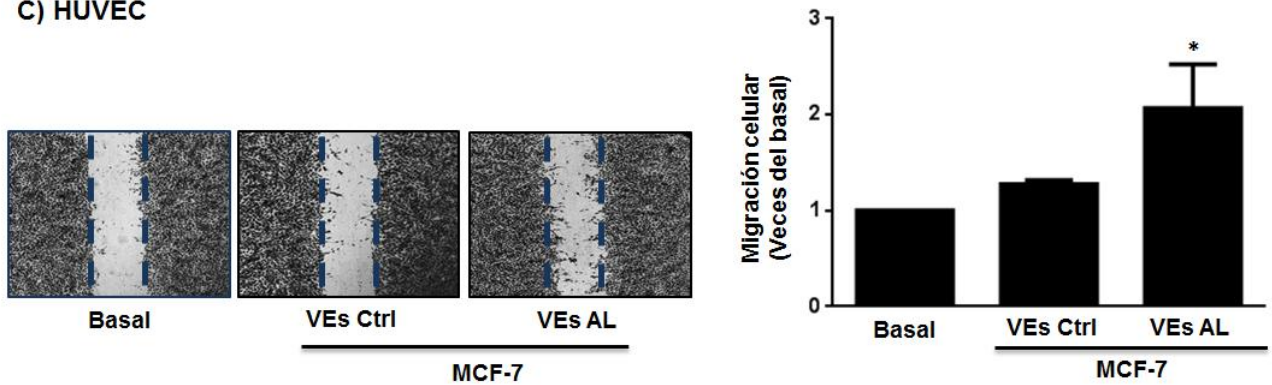 C) HUVEC
Basal
VEs Ctrl
VEs AL
MCF-7
Migración celular
(Veces del basal)
3
2
1
0
*
Basal
VEs Ctrl
VEs AL
MCF-7